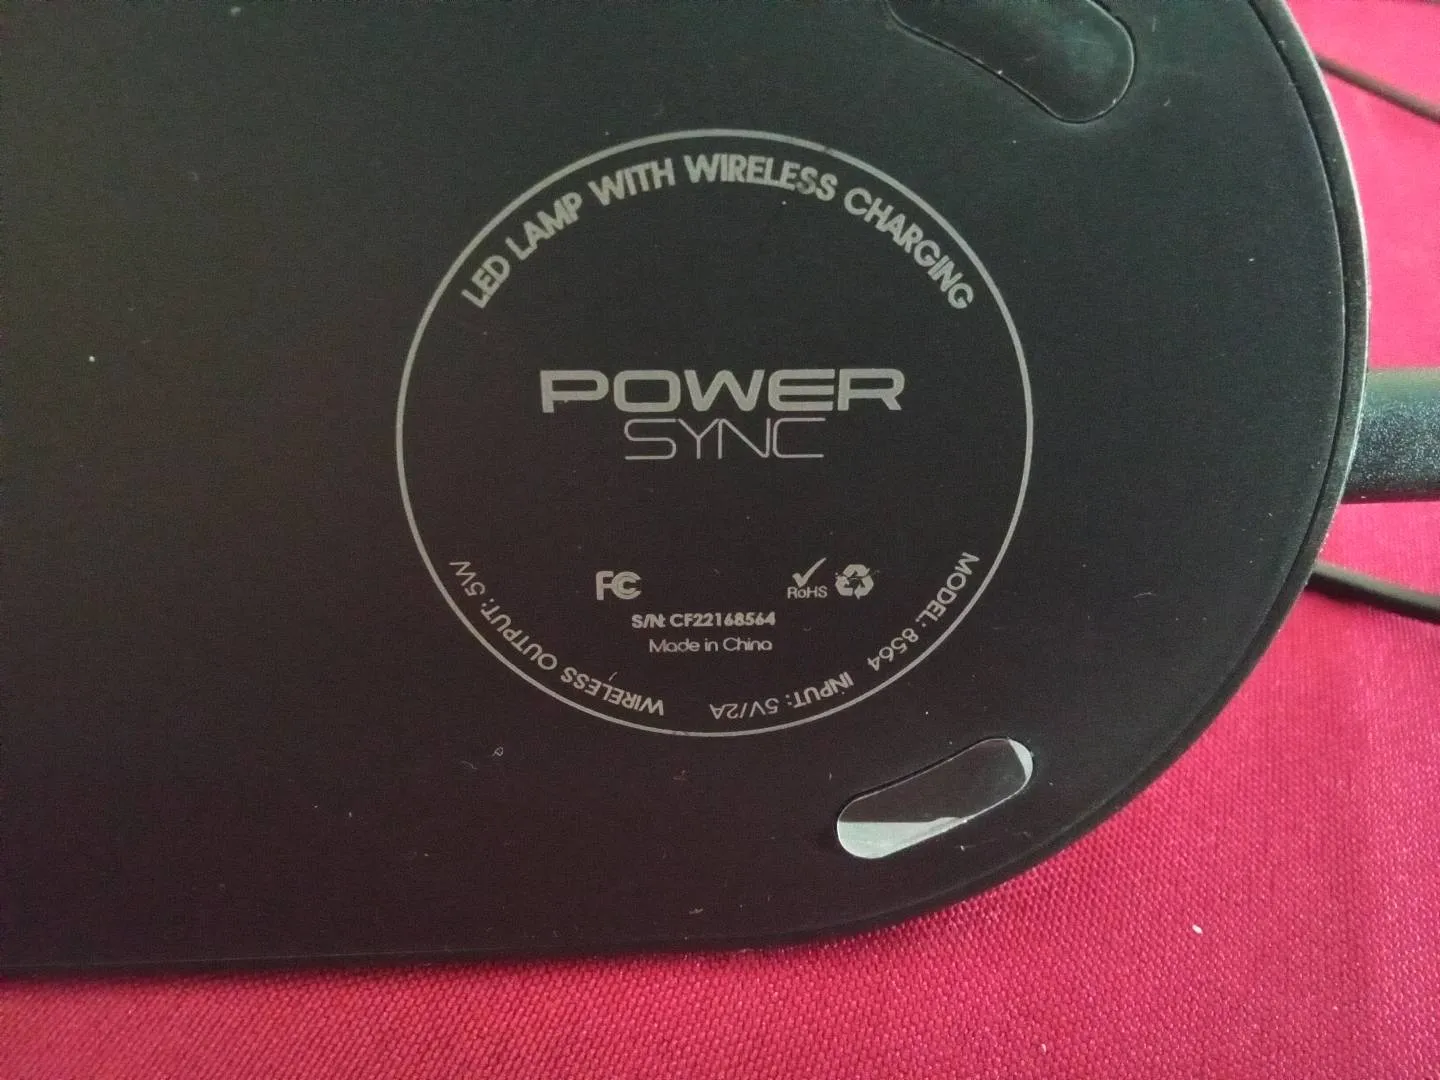 LED LAMP WITH WIRELESS CHARGING
POWER
SYNC
FC
RoHS
S/N: CF22168564
Made in China
MODEL: 8564 INPUT: 5V/2A WIRELESS OUTPUT: 5W